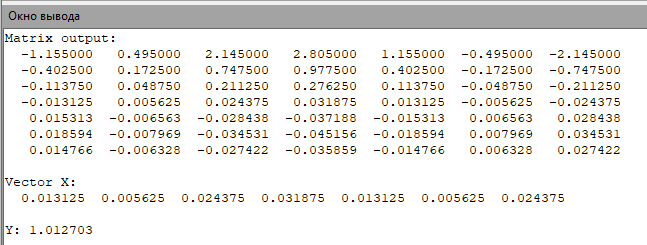 Окно вывода
Matrix output:
-1.155000 0.495000 2.145000 2.805000 1.155000 -0.495000 -2.145000
-0.402500 0.172500 0.747500 0.977500 0.402500 -0.172500 -0.747500
-0.113750 0.048750 0.211250 0.276250 0.113750 -0.048750 -0.211250
-0.013125 0.005625 0.024375 0.031875 0.013125 -0.005625 -0.024375
0.015313 -0.006563 -0.028438 -0.037188 -0.015313 0.006563 0.028438
0.018594 -0.007969 -0.034531 -0.045156 -0.018594 0.007969 0.034531
0.014766 -0.006328 -0.027422 -0.035859 -0.014766 0.006328 0.027422
Vector X:
0.013125 0.005625 0.024375 0.031875 0.013125 0.005625 0.024375
Y: 1.012703